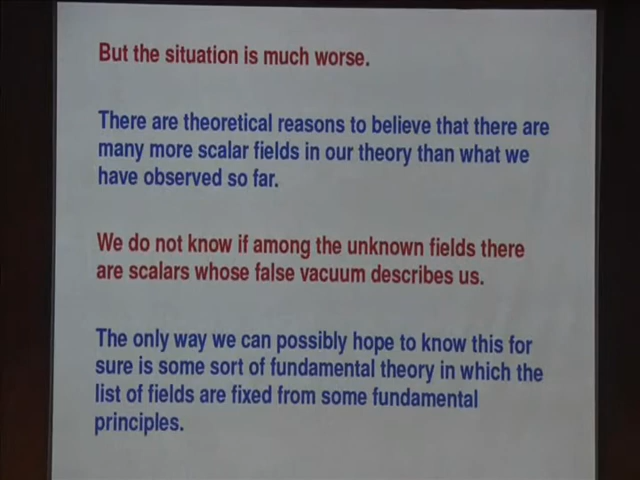 But the situation is much worse.
There are theoretical reasons to believe that there are
many more scalar fields in our theory than what we
have observed so far.
We do not know if among the unknown fields there
are scalars whose false vacuum describes us.
The only way we can possibly hope to know this for
sure is some sort of fundamental theory in which the
list of fields are fixed from some fundamental
principles.